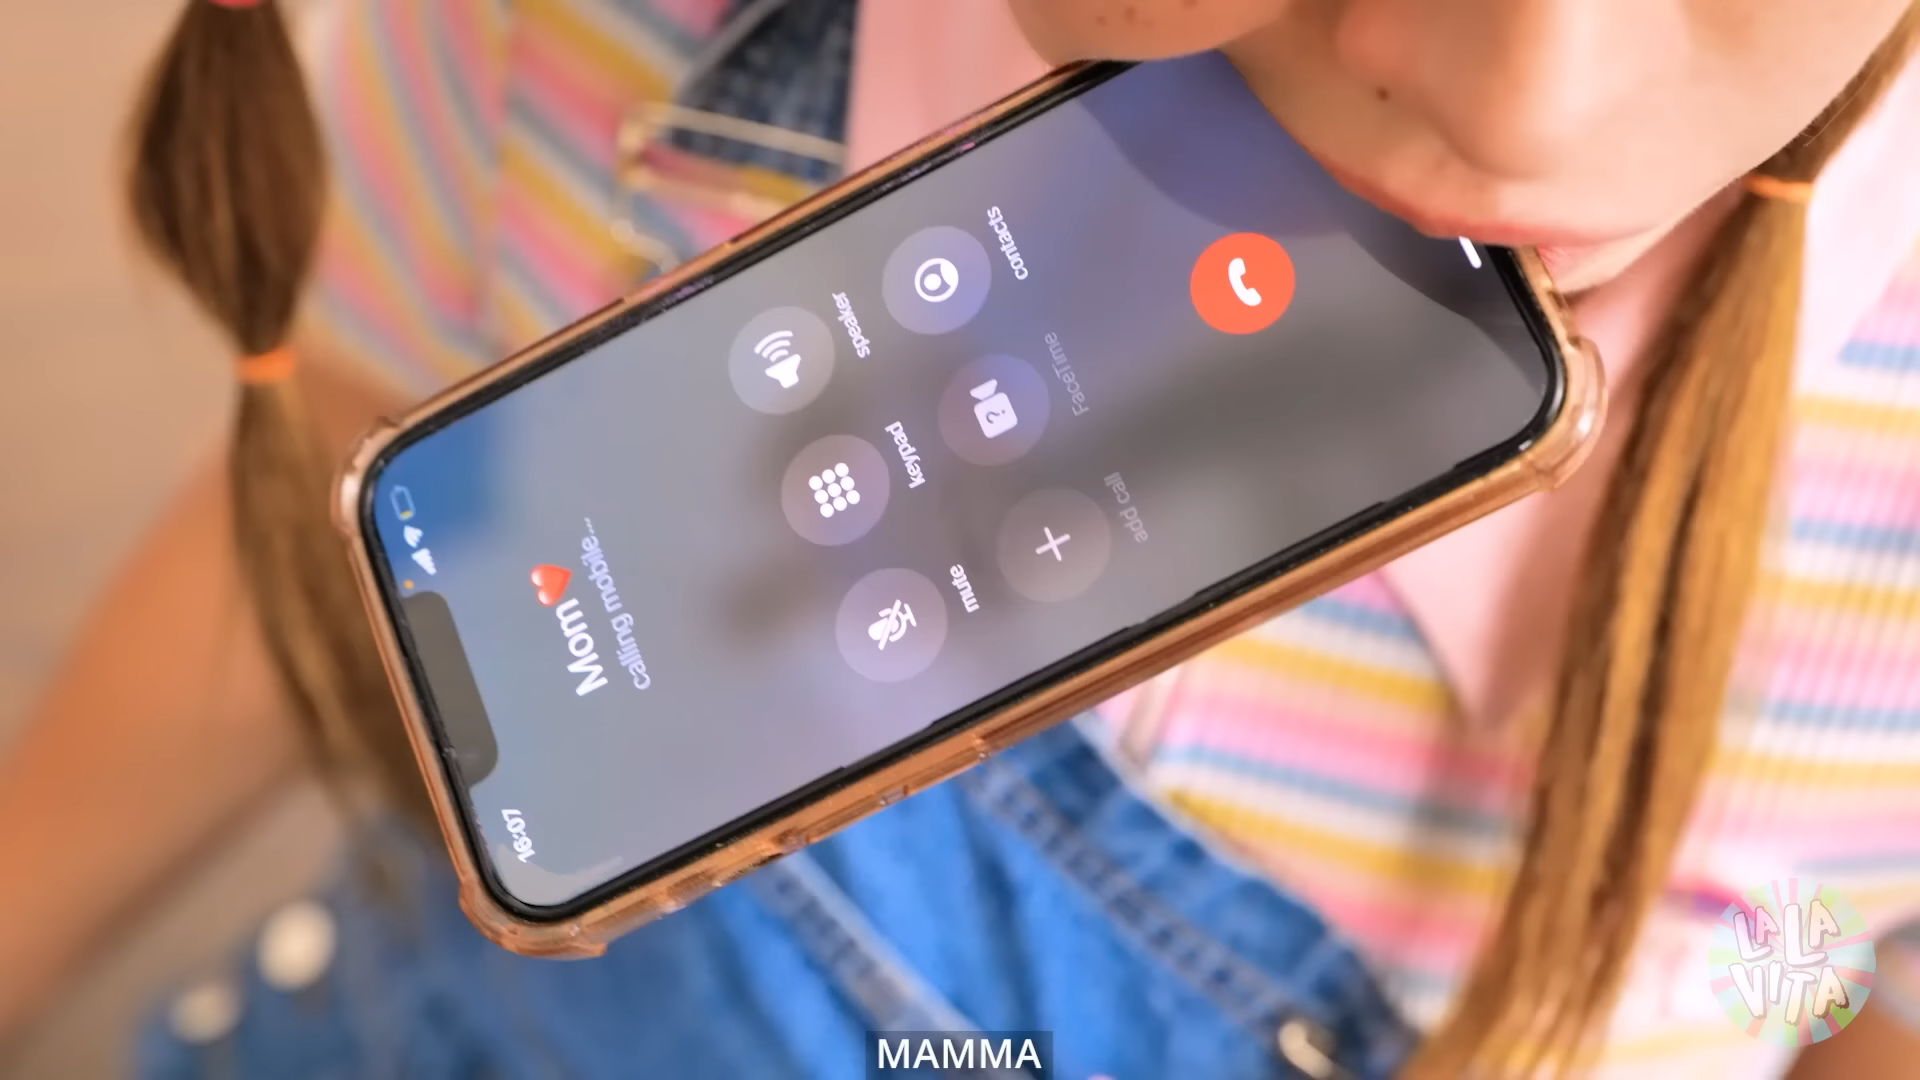 16:07
Mom❤️
calling mobile...
mute
keypad
speaker
add call
FaceTime
contacts
LA LA
VITA
MAMMA